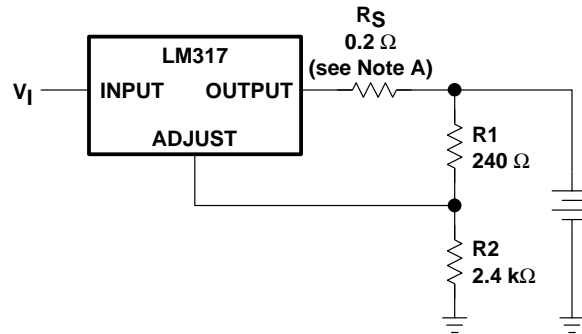 RS
0.2 Ω
(see Note A)
LM317
VI
INPUT
OUTPUT
ADJUST
R1
240 Ω
R2
2.4 kΩ